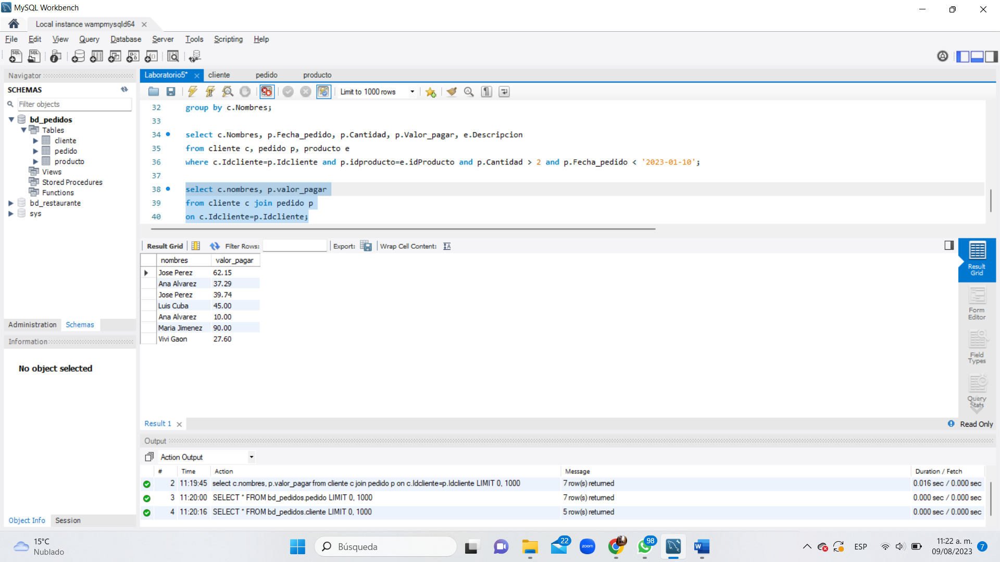 MySQL Workbench
Local instance wampmysqld64
File Edit View Query Database Server Tools Scripting Help
Navigator
SCHEMAS
Filter objects
bd_pedidos
Tables
cliente
pedido
producto
Views
Stored Procedures
Functions
bd_restaurante
sys
Administration Schemas
Information
No object selected
Object Info Session
Laboratorio5* cliente pedido producto
Limit to 1000 rows
32 group by c.Nombres;
33
34 select c.Nombres, p.Fecha_pedido, p.Cantidad, p.Valor_pagar, e.Descripcion
35 from cliente c, pedido p, producto e
36 where c.Idcliente=p.Idcliente and p.idproducto=e.idProducto and p.Cantidad > 2 and p.Fecha_pedido < '2023-01-10';
37
38 select c.nombres, p.valor_pagar
39 from cliente c join pedido p
40 on c.Idcliente=p.Idcliente;
Result Grid Filter Rows: Export: Wrap Cell Content:
nombres valor_pagar
Jose Perez 62.15
Ana Alvarez 37.29
Jose Perez 39.74
Luis Cuba 45.00
Ana Alvarez 10.00
Maria Jimenez 90.00
Vivi Gaon 27.60
Result Grid
Form Editor
Field Types
Query Stats
Result 1
Read Only
Output
Action Output
# Time Action Message Duration / Fetch
2 11:19:45 select c.nombres, p.valor_pagar from cliente c join pedido p on c.Idcliente=p.Idcliente LIMIT 0, 1000 7 row(s) returned 0.016 sec / 0.000 sec
3 11:20:00 SELECT * FROM bd_pedidos.pedido LIMIT 0, 1000 7 row(s) returned 0.000 sec / 0.000 sec
4 11:20:16 SELECT * FROM bd_pedidos.cliente LIMIT 0, 1000 5 row(s) returned 0.000 sec / 0.000 sec
15°C
Nublado
Búsqueda
22
zoom
98
W
ESP
11:22 a. m.
09/08/2023
7